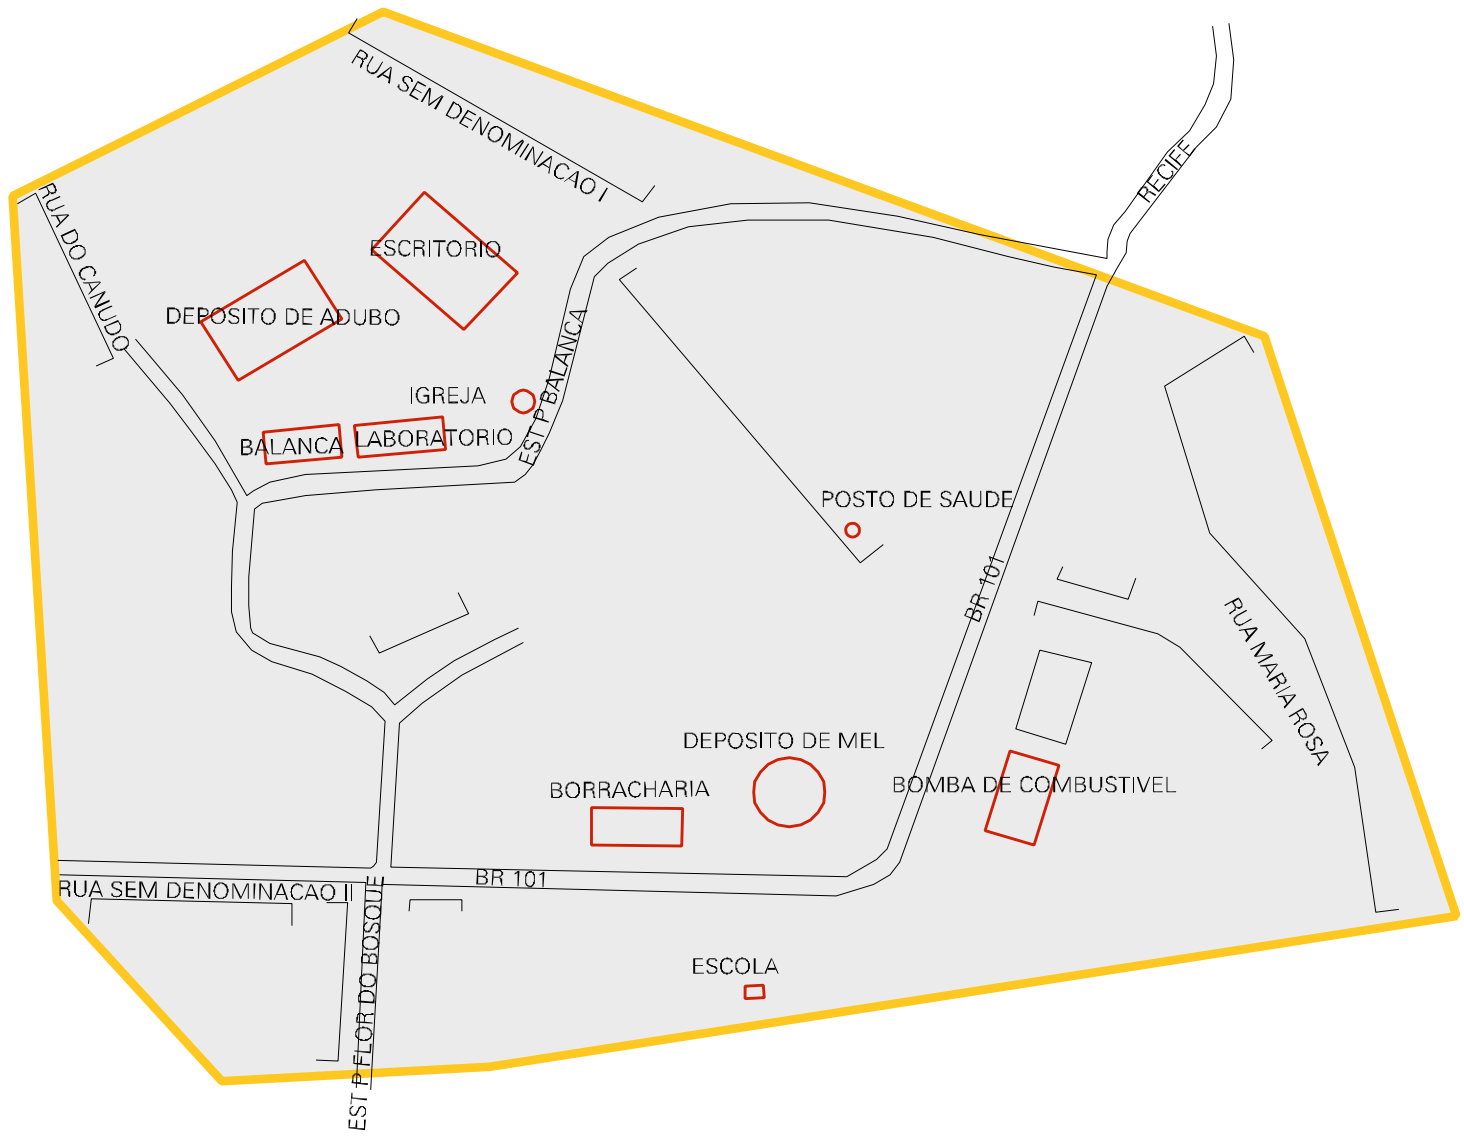 RUA SEM DENOMINACAO I
RECIFE
RUA DO CANUDO
ESCRITORIO
DEPOSITO DE ADUBO
EST P BALANCA
IGREJA
BALANCA
LABORATORIO
POSTO DE SAUDE
BR 101
RUA MARIA ROSA
DEPOSITO DE MEL
BORRACHARIA
BOMBA DE COMBUSTIVEL
BR 101
RUA SEM DENOMINACAO II
EST P FLOR DO BOSQUE
ESCOLA